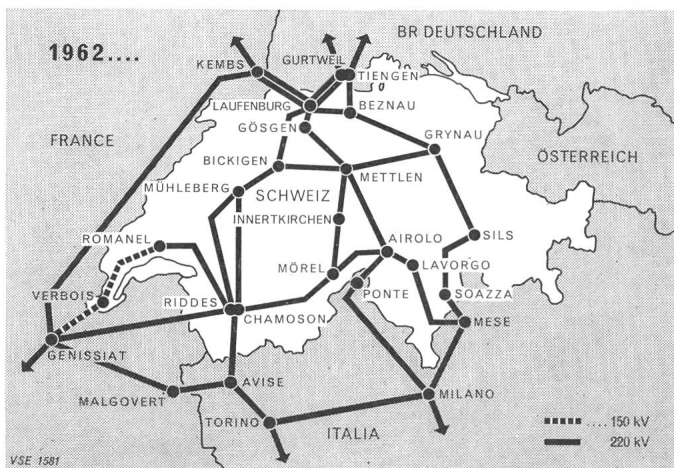 1962....
BR DEUTSCHLAND
GURTWEIL
KEMBS
TIENGEN
LAUFENBURG
BEZNAU
GÖSGEN
FRANCE
GRYNAU
ÖSTERREICH
BICKIGEN
METTLEN
MÜHLEBERG
SCHWEIZ
INNERTKIRCHEN
ROMANEL
AIROLO
SILS
MÖREL
LAVORGO
VERBOIS
RIDDES
PONTE
SOAZZA
CHAMOSON
MESE
GENISSIAT
AVISE
MALGOVERT
MILANO
TORINO
ITALIA
.... 150 kV
220 kV
VSE 1581